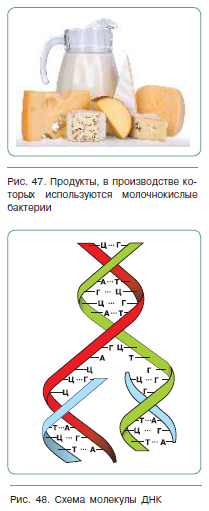 Рис. 47. Продукты, в производстве ко-
торых используются молочнокислые
бактерии
Ц···Г
А···Т
Г ··· Ц
Ц ··· Г
А···Т
Г Ц
А Т
Ц Г
Ц···Г Г
Ц
Т···А Т···А
Ц ··· Г Ц ··· Г
Т ··· А Т ··· А
Рис. 48. Схема молекулы ДНК